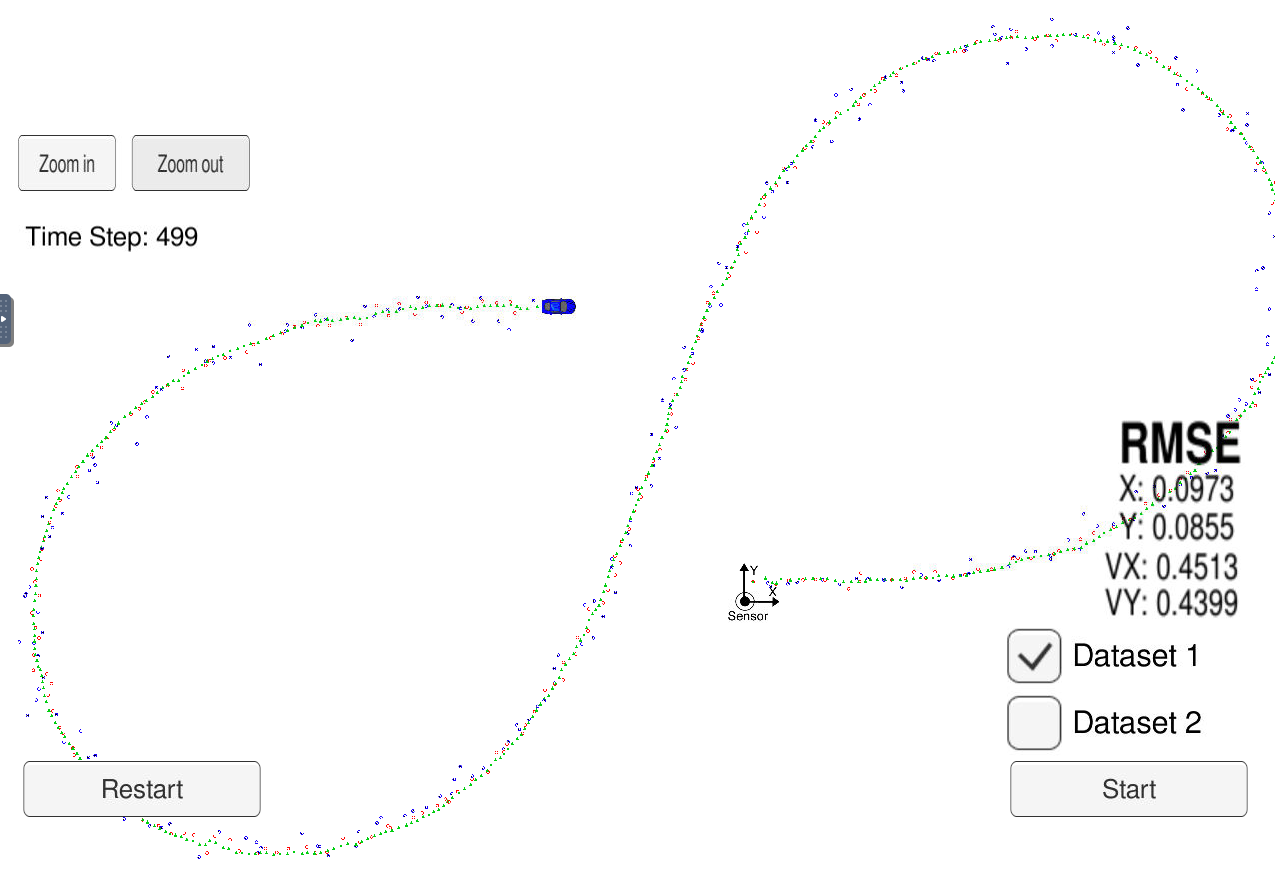 Zoom in
Zoom out
Time Step: 499
RMSE
X: 0.0973
Y: 0.0855
VX: 0.4513
VY: 0.4399
Y
X
Sensor
Dataset 1
Dataset 2
Restart
Start